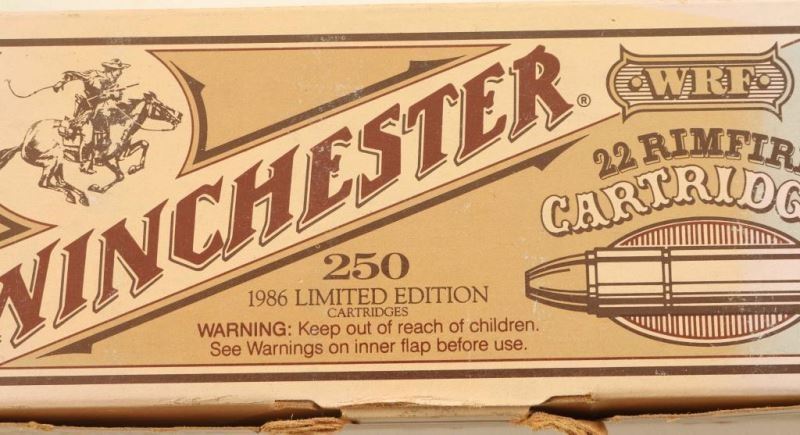 WINCHESTER®
WRF
22 RIMFIRE
CARTRIDG
250
1986 LIMITED EDITION
CARTRIDGES
WARNING: Keep out of reach of children.
See Warnings on inner flap before use.